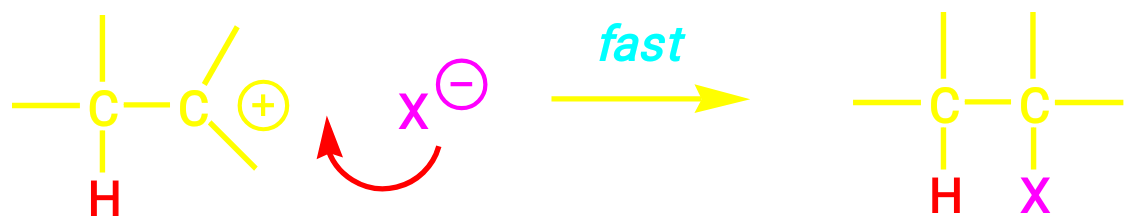 fast
C C + X −
H
C C
H X